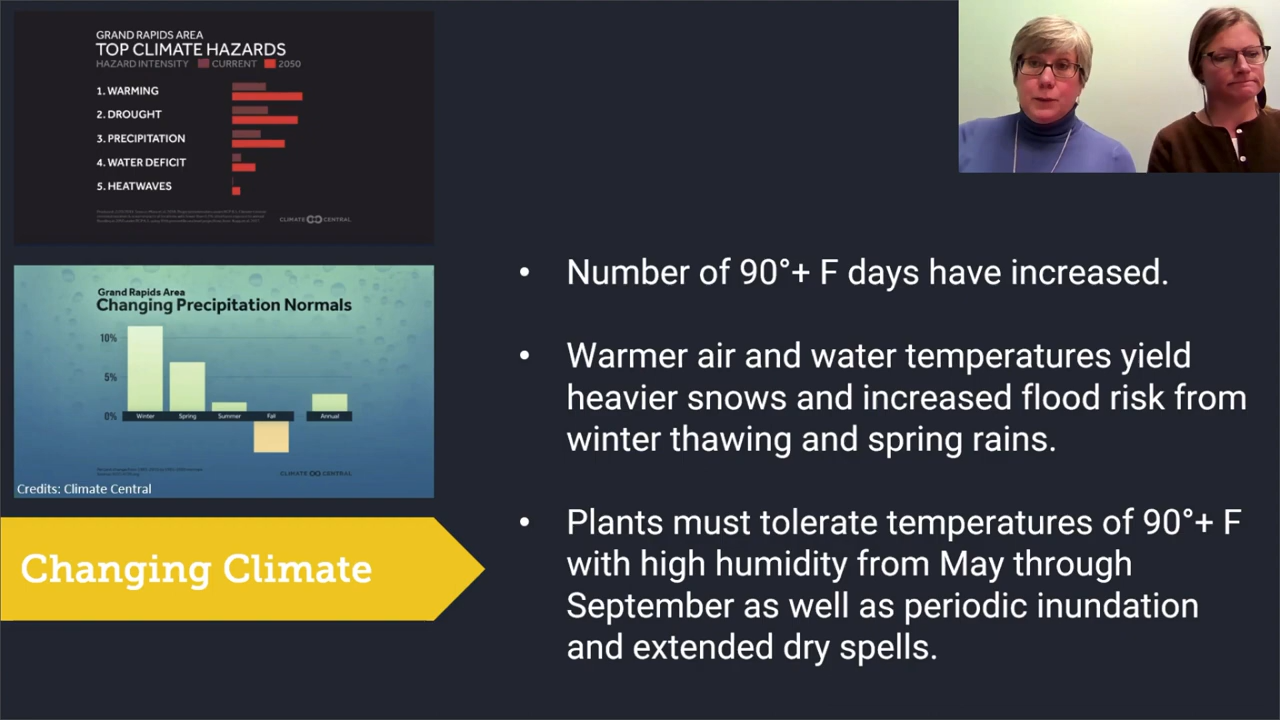 GRAND RAPIDS AREA
TOP CLIMATE HAZARDS
HAZARD INTENSITY CURRENT 2050
1. WARMING
2. DROUGHT
3. PRECIPITATION
4. WATER DEFICIT
5. HEATWAVES
CLIMATE CENTRAL
Grand Rapids Area
Changing Precipitation Normals
10%
5%
0%
Winter Spring Summer Fall Annual
CLIMATE CENTRAL
Credits: Climate Central
Changing Climate
• Number of 90°+ F days have increased.
• Warmer air and water temperatures yield
heavier snows and increased flood risk from
winter thawing and spring rains.
• Plants must tolerate temperatures of 90°+ F
with high humidity from May through
September as well as periodic inundation
and extended dry spells.